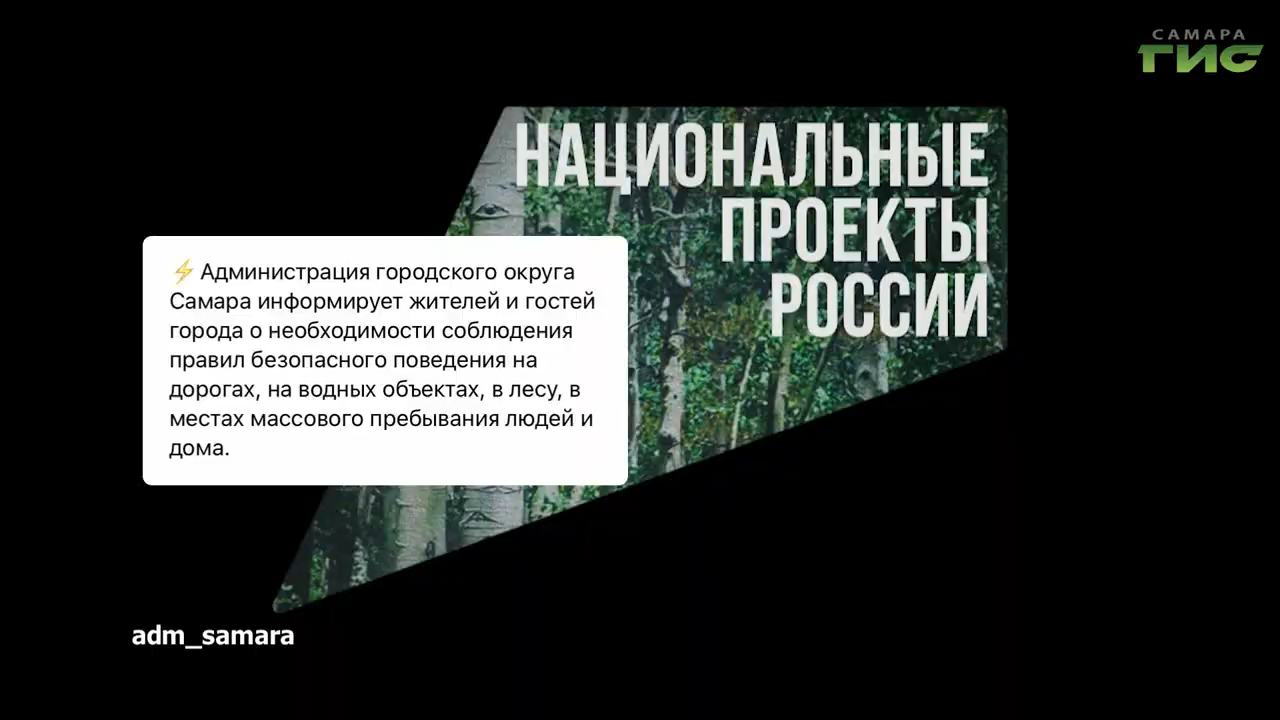 САМАРА
ГИС
НАЦИОНАЛЬНЫЕ
ПРОЕКТЫ
РОССИИ
⚡ Администрация городского округа
Самара информирует жителей и гостей
города о необходимости соблюдения
правил безопасного поведения на
дорогах, на водных объектах, в лесу, в
местах массового пребывания людей и
дома.
adm_samara